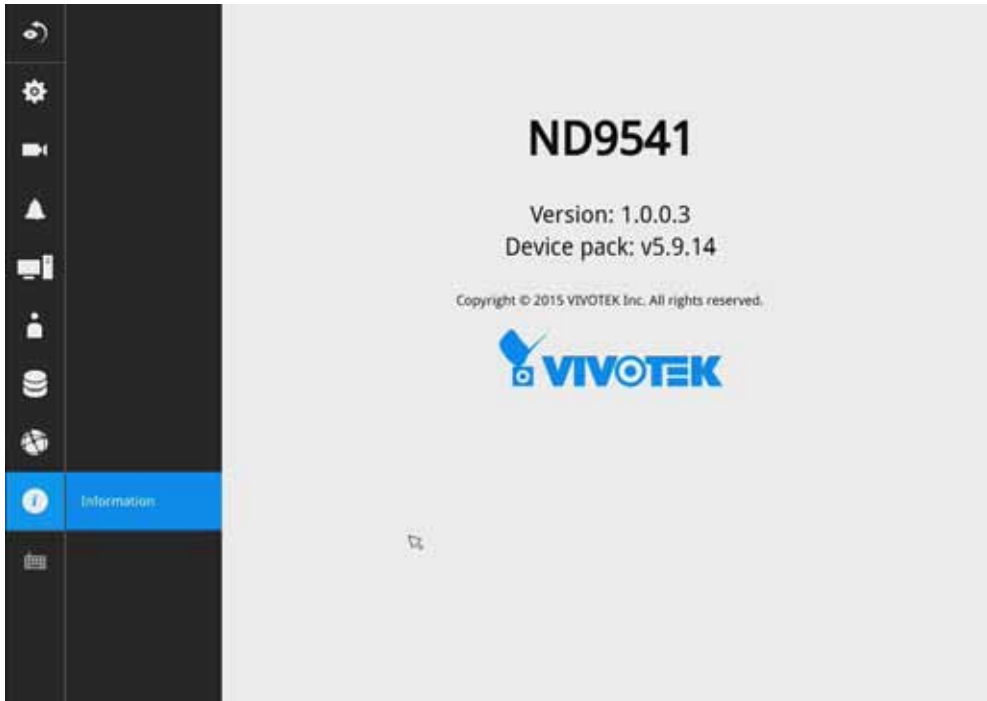 ND9541
Version: 1.0.0.3
Device pack: v5.9.14
Copyright © 2015 VIVOTEK Inc. All rights reserved.
VIVOTEK
Information